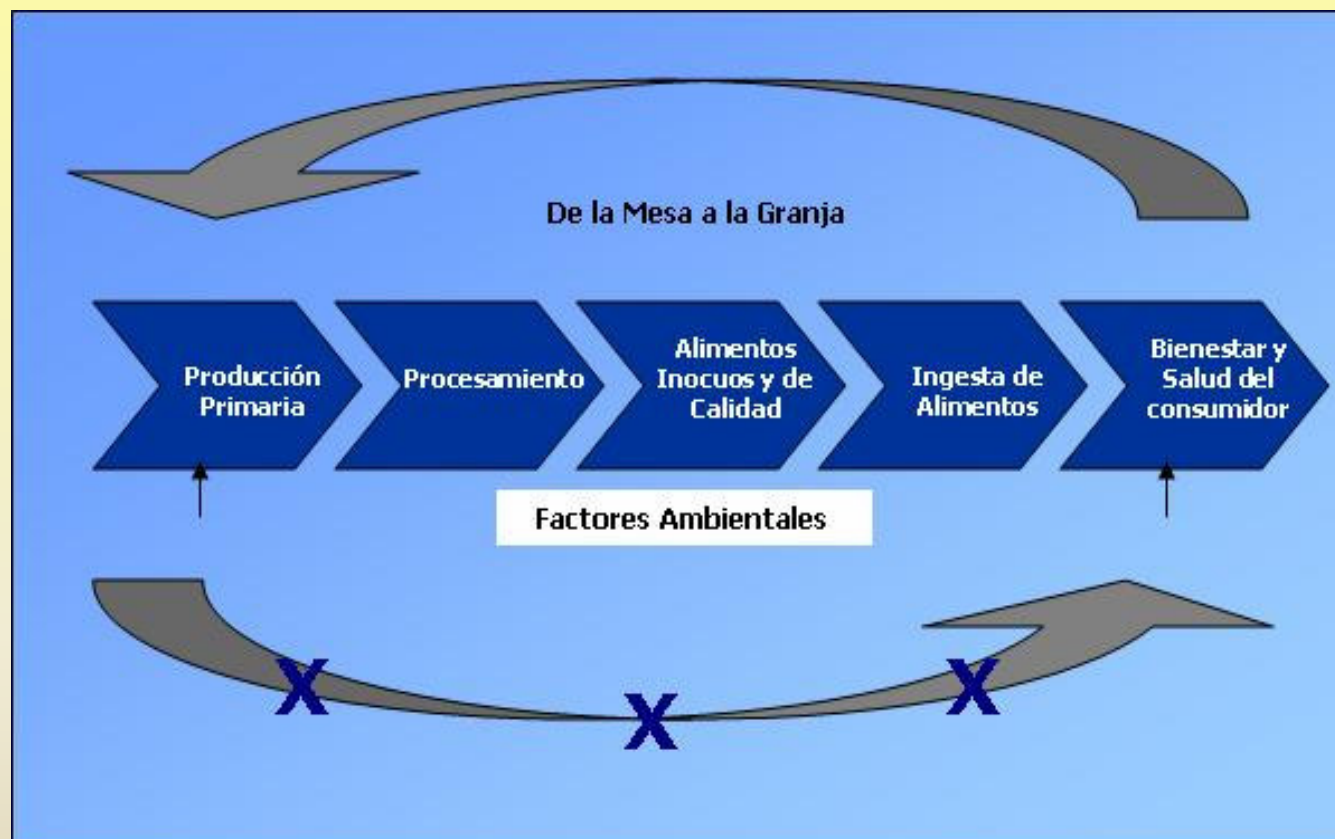 De la Mesa a la Granja
Producción
Primaria
Procesamiento
Alimentos
Inocuos y de
Calidad
Ingesta de
Alimentos
Bienestar y
Salud del
consumidor
Factores Ambientales
X
X
X